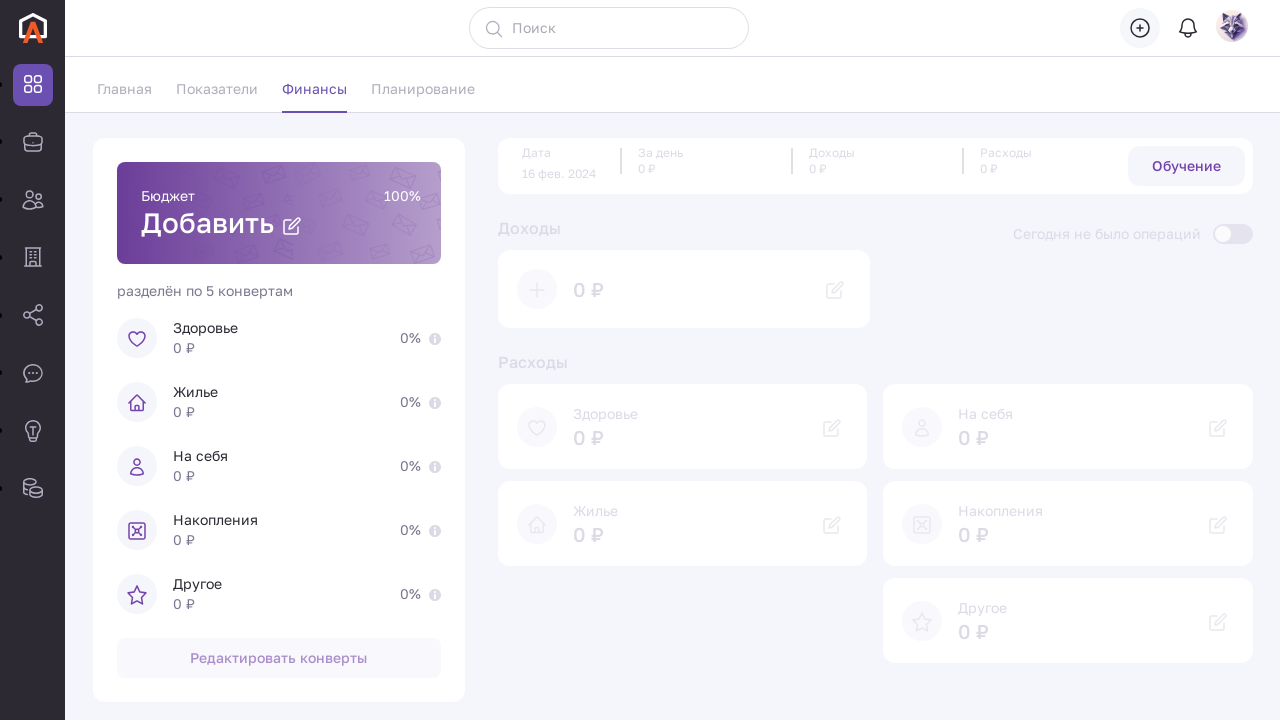 Поиск
Главная
Показатели
Финансы
Планирование
Бюджет
100%
Добавить
разделён по 5 конвертам
Здоровье
0 ₽
0%
Жилье
0 ₽
0%
На себя
0 ₽
0%
Накопления
0 ₽
0%
Другое
0 ₽
0%
Редактировать конверты
Дата
16 фев. 2024
За день
0 ₽
Доходы
0 ₽
Расходы
0 ₽
Обучение
Доходы
Сегодня не было операций
0 ₽
Расходы
Здоровье
0 ₽
На себя
0 ₽
Жилье
0 ₽
Накопления
0 ₽
Другое
0 ₽